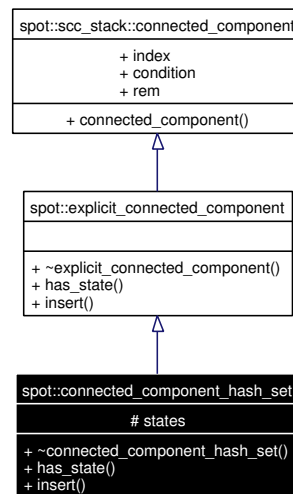 spot::scc_stack::connected_component
+ index
+ condition
+ rem
+ connected_component()
spot::explicit_connected_component
+ ~explicit_connected_component()
+ has_state()
+ insert()
spot::connected_component_hash_set
# states
+ ~connected_component_hash_set()
+ has_state()
+ insert()